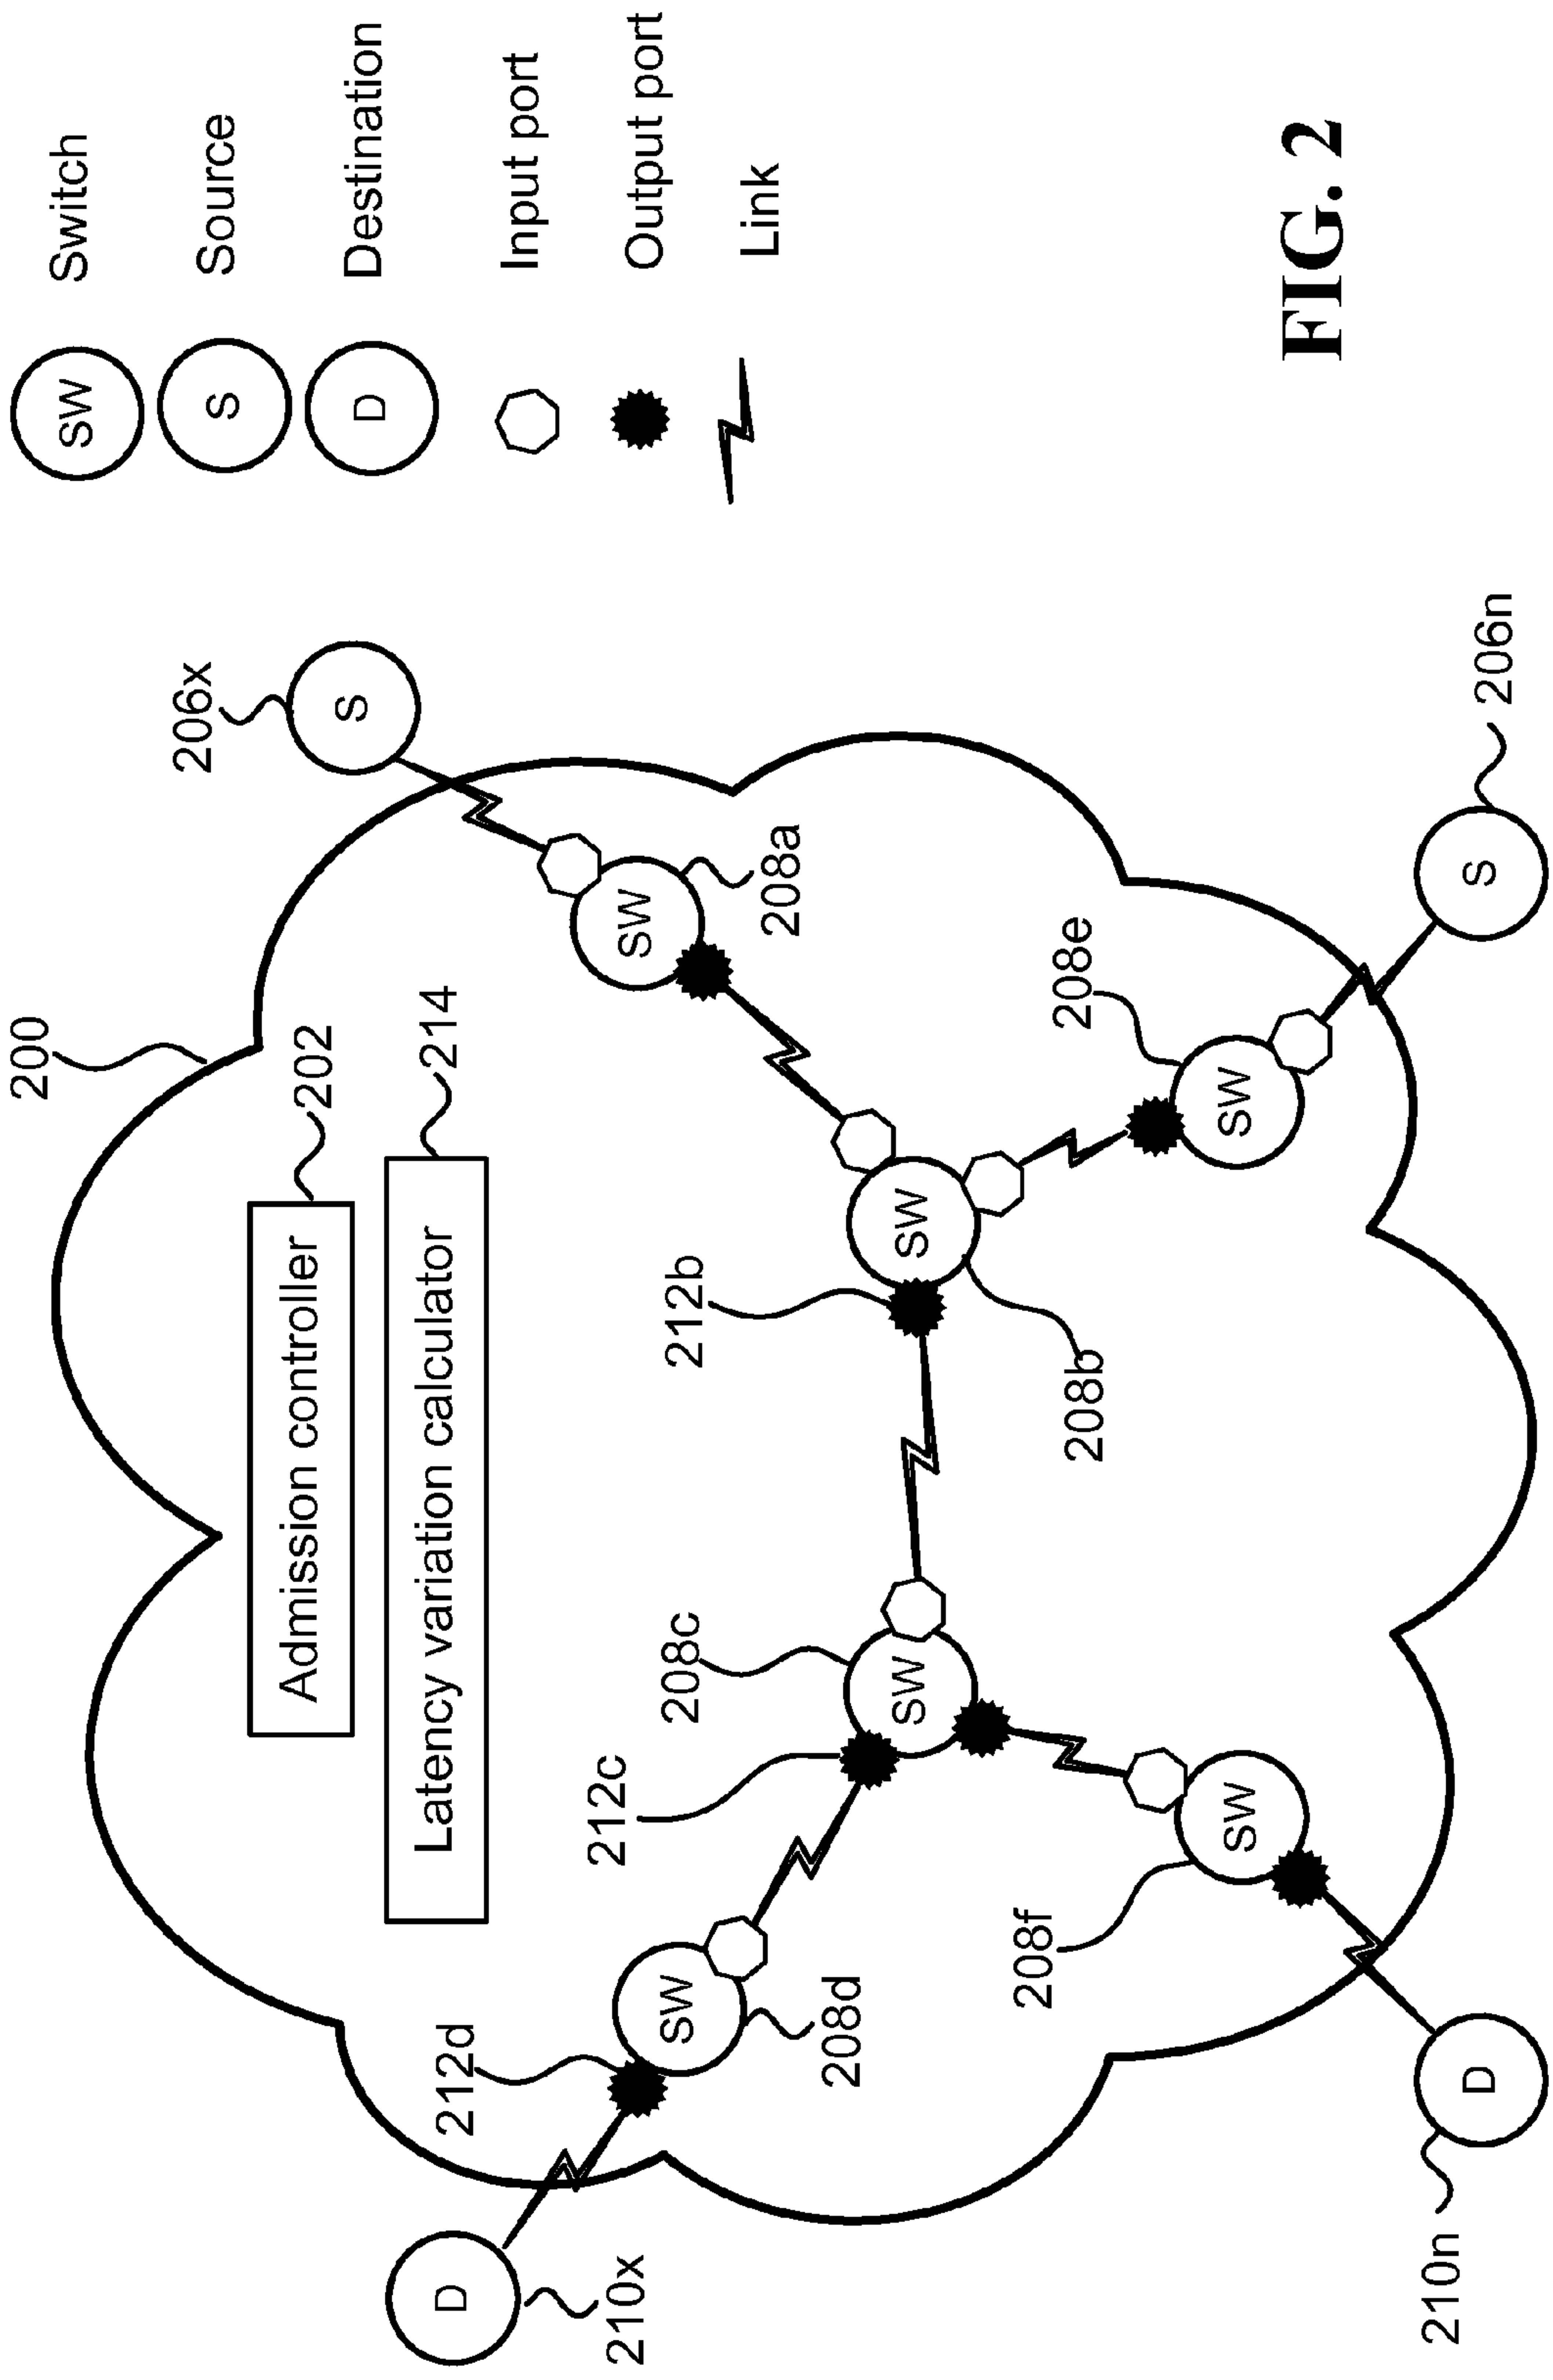 200
Admission controller
202
Latency variation calculator
214
206x
S
D
210x
212d
SW
208d
212c
208c
SW
212b
SW
208b
SW
208a
208f
SW
208e
SW
D
210n
S
206n
SW Switch
S Source
D Destination
Input port
Output port
Link
FIG. 2